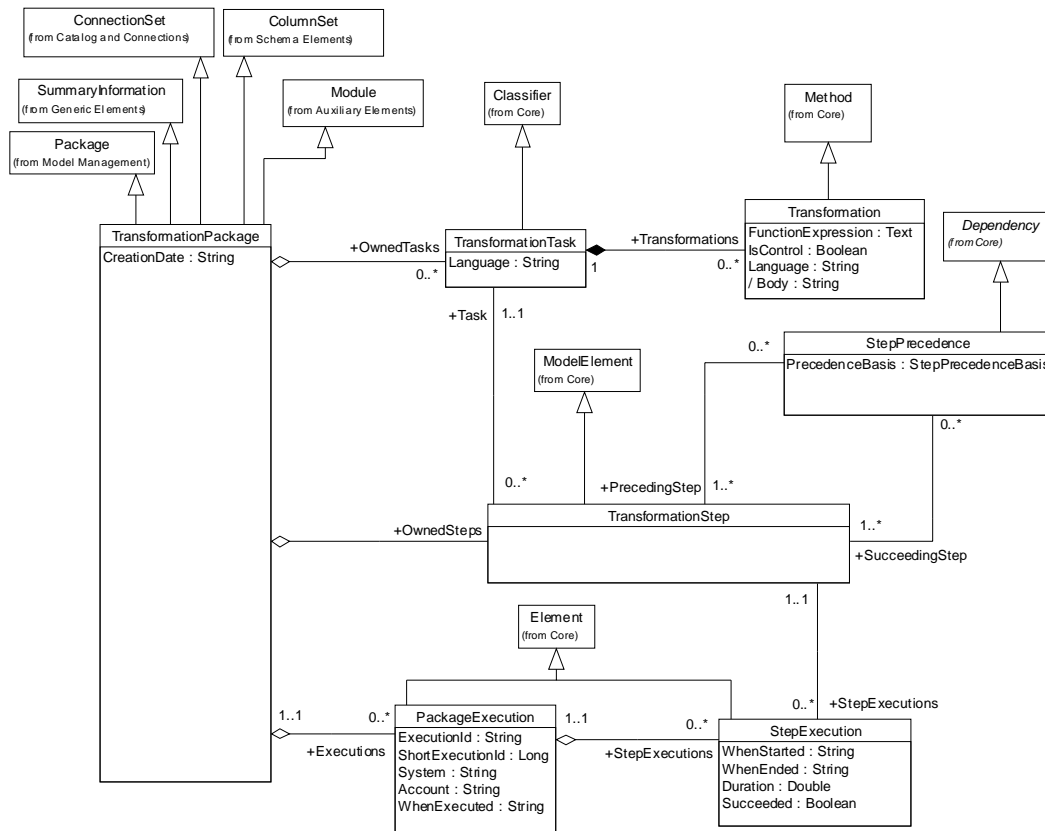 ConnectionSet
(from Catalog and Connections)
ColumnSet
(from Schema Elements)
SummaryInformation
(from Generic Elements)
Module
(from Auxiliary Elements)
Package
(from Model Management)
Classifier
(from Core)
Method
(from Core)
TransformationPackage
CreationDate : String
+OwnedTasks
0..*
TransformationTask
Language : String
1
+Transformations
0..*
Transformation
FunctionExpression : Text
IsControl : Boolean
Language : String
/ Body : String
Dependency
(from Core)
+Task
1..1
ModelElement
(from Core)
0..*
StepPrecedence
PrecedenceBasis : StepPrecedenceBasis
0..*
0..*
+PrecedingStep
1..*
+OwnedSteps
TransformationStep
1..*
+SucceedingStep
1..1
Element
(from Core)
0..*
+StepExecutions
1..1
0..*
+Executions
PackageExecution
ExecutionId : String
ShortExecutionId : Long
System : String
Account : String
WhenExecuted : String
1..1
0..*
+StepExecutions
StepExecution
WhenStarted : String
WhenEnded : String
Duration : Double
Succeeded : Boolean